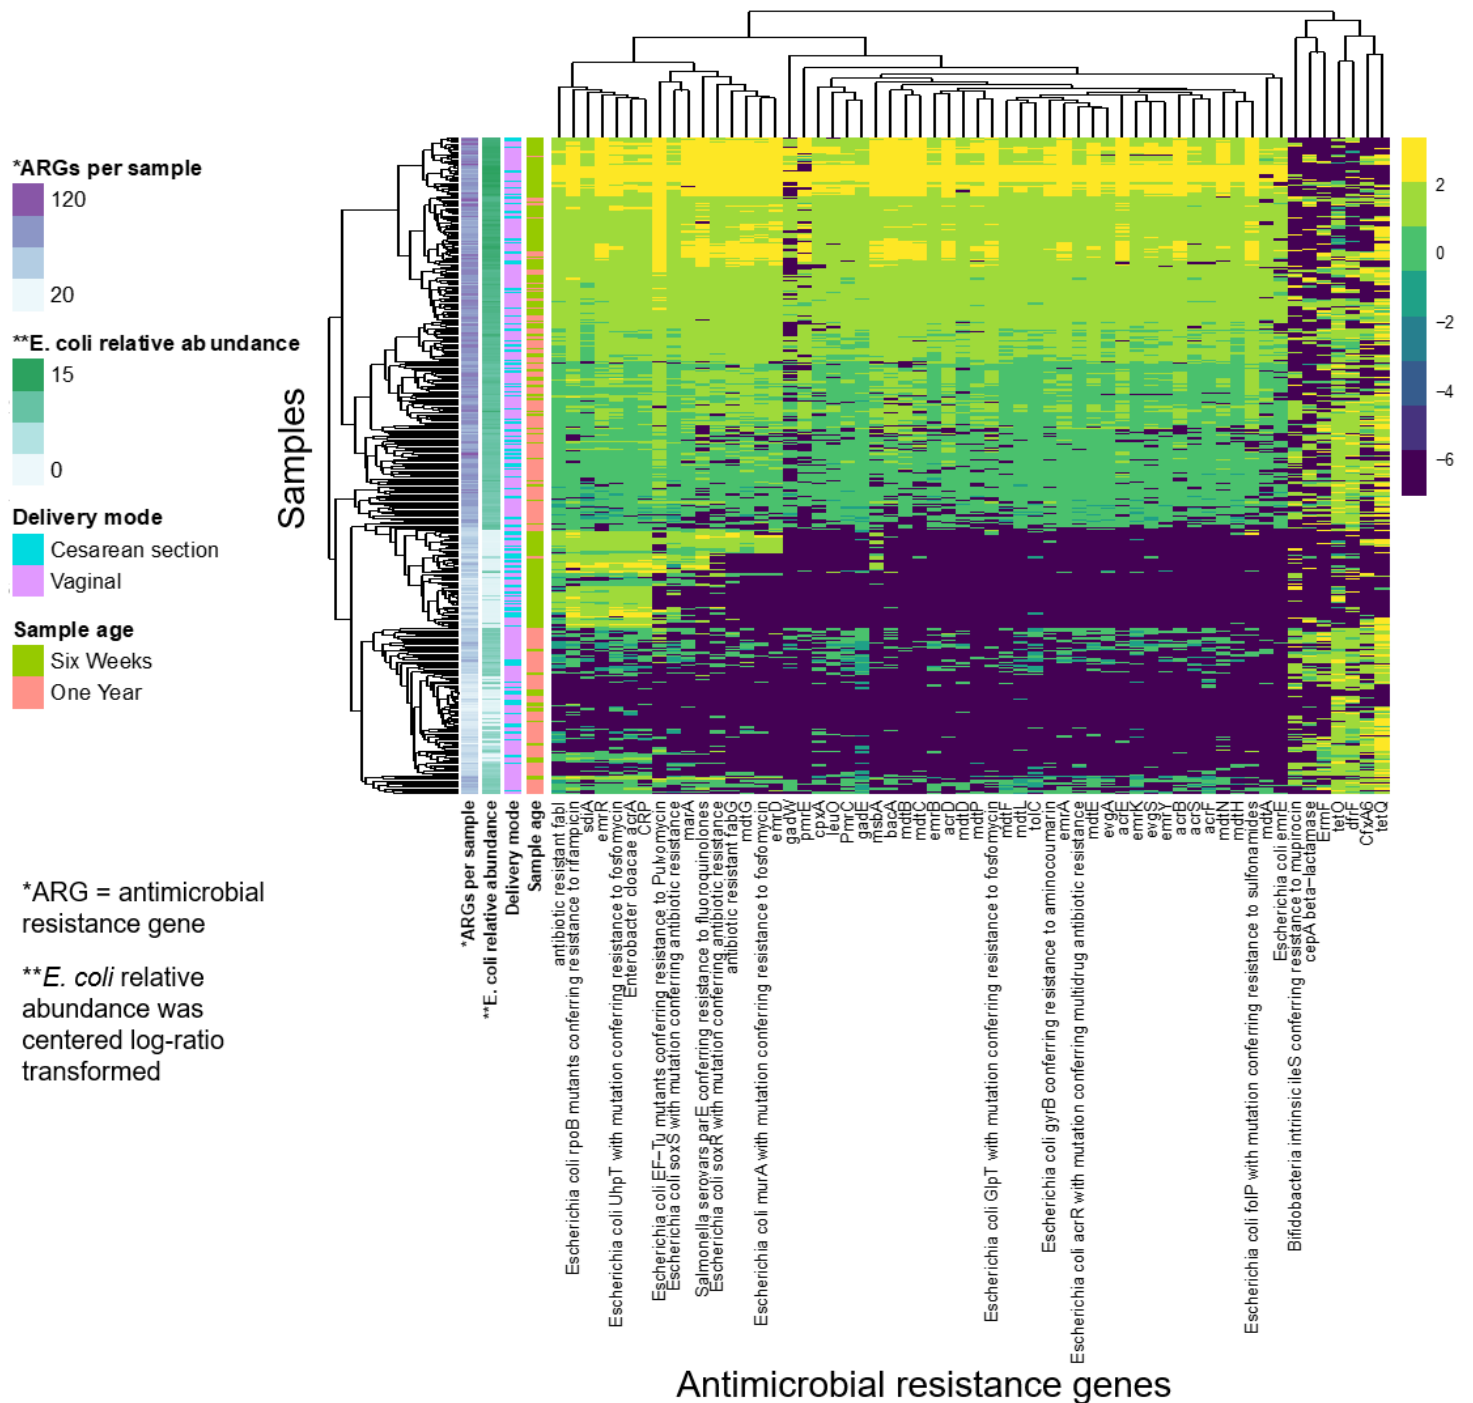 *ARGs per sample
120
20
**E. coli relative abundance
15
0
Delivery mode
Cesarean section
Vaginal
Sample age
Six Weeks
One Year
*ARG = antimicrobial
resistance gene
**E. coli relative
abundance was
centered log-ratio
transformed
Samples
2
0
−2
−4
−6
*ARGs per sample
**E. coli relative abundance
Delivery mode
Sample age
antibiotic resistant fabI
Escherichia coli rpoB mutants conferring resistance to rifampicin
sdiA
emrR
Escherichia coli UhpT with mutation conferring resistance to fosfomycin
Enterobacter cloacae acrA
CRP
Escherichia coli EF−Tu mutants conferring resistance to Pulvomycin
Escherichia coli soxS with mutation conferring antibiotic resistance
marA
Salmonella serovars parE conferring resistance to fluoroquinolones
Escherichia coli soxR with mutation conferring antibiotic resistance
antibiotic resistant fabG
mdtG
Escherichia coli murA with mutation conferring resistance to fosfomycin
emrD
gadW
pmrE
cpxA
leuO
PmrC
gadE
msbA
bacA
mdtB
mdtC
emrB
acrD
mdtD
mdtP
Escherichia coli GlpT with mutation conferring resistance to fosfomycin
mdtF
mdtL
tolC
Escherichia coli gyrB conferring resistance to aminocoumarin
emrA
Escherichia coli acrR with mutation conferring multidrug antibiotic resistance
mdtE
evgA
acrE
emrK
evgS
emrY
acrB
acrS
acrF
mdtN
mdtH
Escherichia coli folP with mutation conferring resistance to sulfonamides
mdtA
Escherichia coli emrE
Bifidobacteria intrinsic ileS conferring resistance to mupirocin
cepA beta−lactamase
ErmF
tetO
dfrF
CfxA6
tetQ
Antimicrobial resistance genes